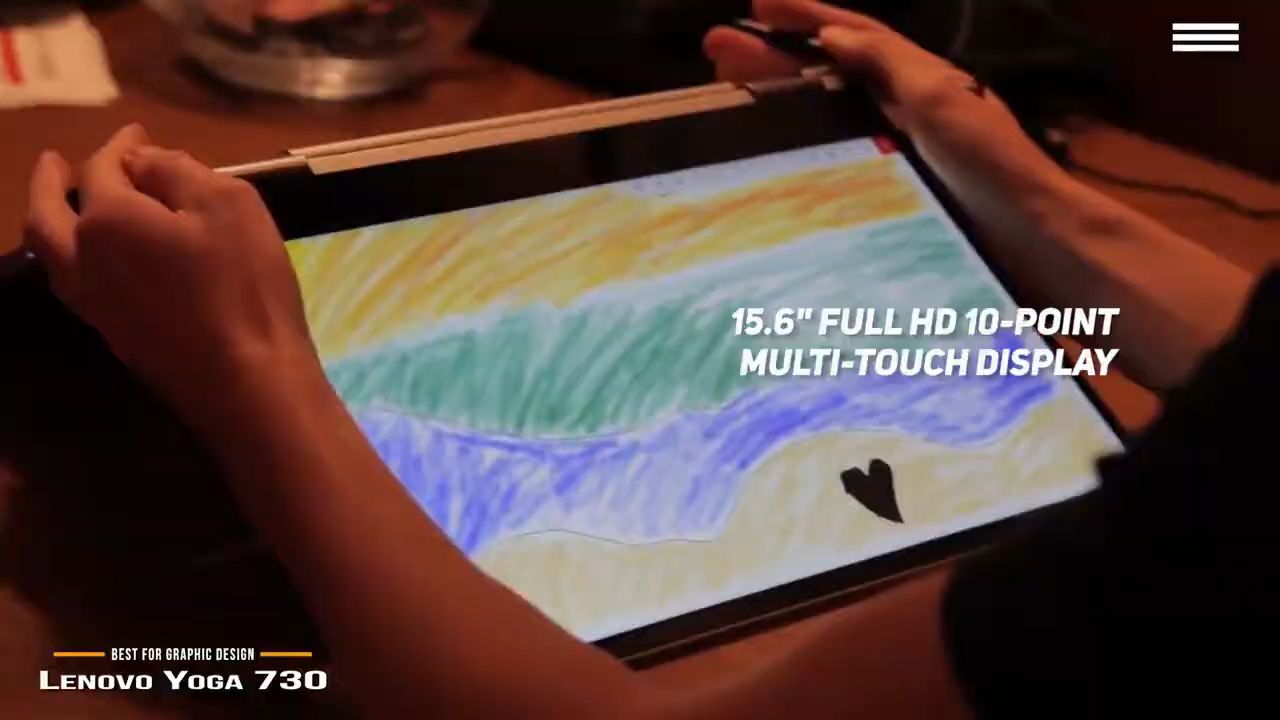 15.6" FULL HD 10-POINT
MULTI-TOUCH DISPLAY
BEST FOR GRAPHIC DESIGN
LENOVO YOGA 730